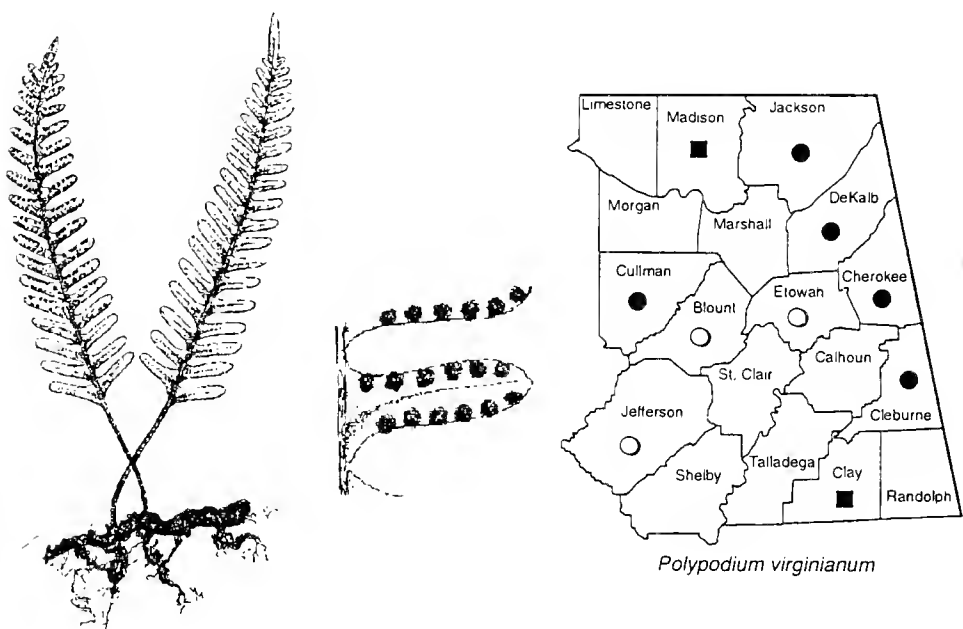 Limestone
Madison
Jackson
Morgan
Marshall
DeKalb
Cullman
Blount
Etowah
Cherokee
St. Clair
Calhoun
Jefferson
Cleburne
Shelby
Talladega
Clay
Randolph
Polypodium virginianum